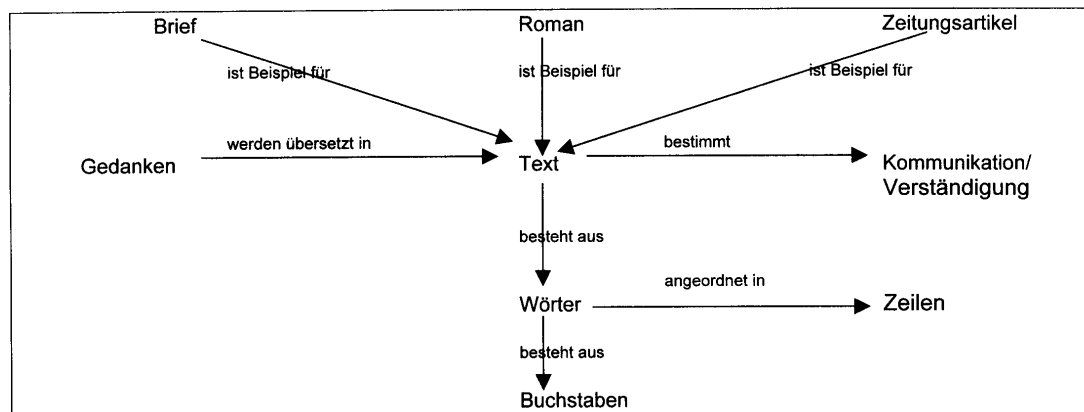 Brief Roman Zeitungsartikel
ist Beispiel für ist Beispiel für ist Beispiel für
werden übersetzt in bestimmt
Gedanken Text Kommunikation/
Verständigung
besteht aus
angeordnet in
Wörter Zeilen
besteht aus
Buchstaben